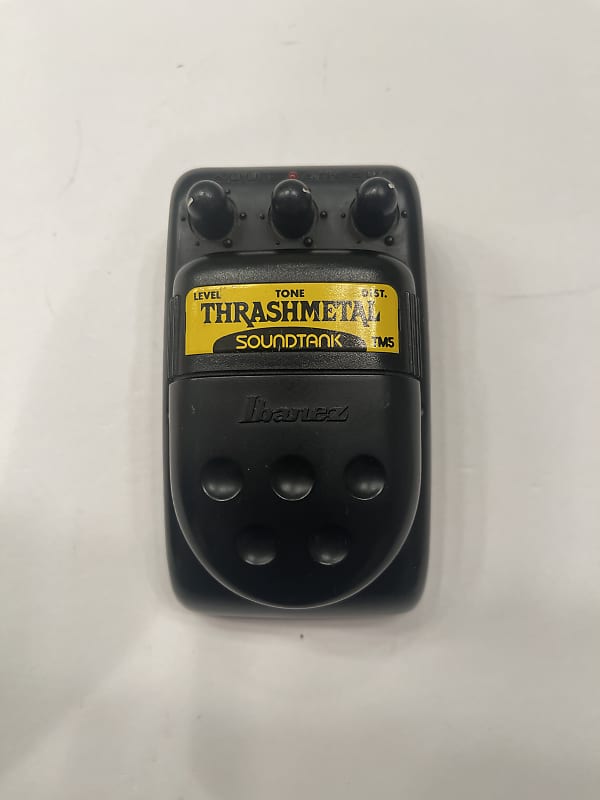 LEVEL TONE DIST.
THRASHMETAL
SOUNDTANK TM5
Ibanez